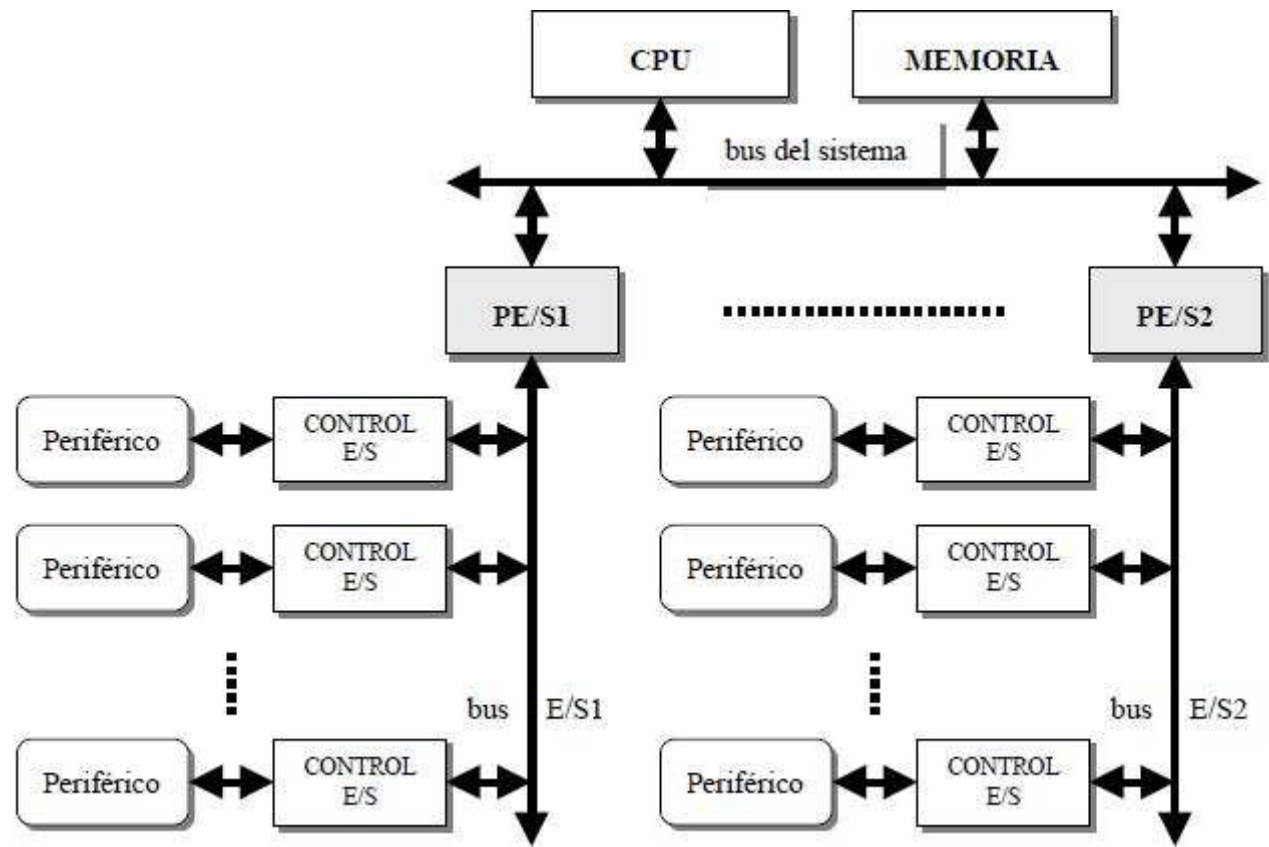 CPU
MEMORIA
bus del sistema
PE/S1
PE/S2
Periférico
CONTROL
E/S
Periférico
CONTROL
E/S
Periférico
CONTROL
E/S
Periférico
CONTROL
E/S
bus E/S1
bus E/S2
Periférico
CONTROL
E/S
Periférico
CONTROL
E/S